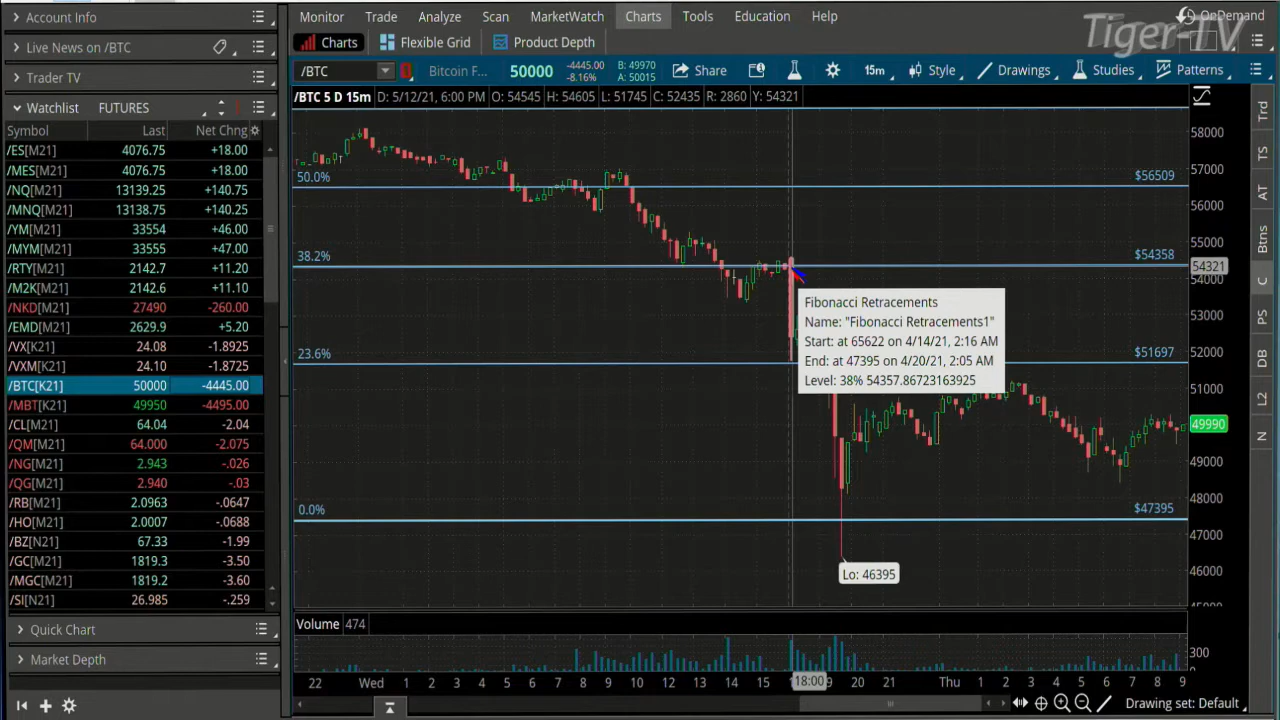 Account Info
Monitor Trade Analyze Scan MarketWatch Charts Tools Education Help
OnDemand
Tiger-TV
Live News on /BTC
Charts Flexible Grid Product Depth
Trader TV
/BTC Bitcoin F... 50000 -4445.00 -8.16% B: 49970 A: 50015 Share 15m Style Drawings Studies Patterns
Watchlist FUTURES
/BTC 5 D 15m D: 5/12/21, 6:00 PM O: 54545 H: 54605 L: 51745 C: 52435 R: 2860 Y: 54321
Symbol Last Net Chng
/ES[M21] 4076.75 +18.00
/MES[M21] 4076.75 +18.00
/NQ[M21] 13139.25 +140.75
/MNQ[M21] 13138.75 +140.25
/YM[M21] 33554 +46.00
/MYM[M21] 33555 +47.00
/RTY[M21] 2142.7 +11.20
/M2K[M21] 2142.6 +11.10
/NKD[M21] 27490 -260.00
/EMD[M21] 2629.9 +5.20
/VX[K21] 24.08 -1.8925
/VXM[K21] 24.10 -1.8725
/BTC[K21] 50000 -4445.00
/MBT[K21] 49950 -4495.00
/CL[M21] 64.04 -2.04
/QM[M21] 64.000 -2.075
/NG[M21] 2.943 -.026
/QG[M21] 2.940 -.03
/RB[M21] 2.0963 -.0647
/HO[M21] 2.0007 -.0688
/BZ[N21] 67.33 -1.99
/GC[M21] 1819.3 -3.50
/MGC[M21] 1819.2 -3.60
/SI[N21] 26.985 -.259
Quick Chart
Market Depth
50.0% $56509
38.2% $54358
23.6% $51697
0.0% $47395
Fibonacci Retracements
Name: "Fibonacci Retracements1"
Start: at 65622 on 4/14/21, 2:16 AM
End: at 47395 on 4/20/21, 2:05 AM
Level: 38% 54357.86723163925
Lo: 46395
58000
57000
56000
55000
54321
54000
53000
52000
51000
49990
49000
48000
47000
46000
Trd
TS
AT
Btns
C
PS
DB
L2
N
Volume 474
300
0
22 Wed 1 2 3 4 5 6 7 8 9 10 12 13 14 15 18:00 20 21 Thu 1 2 3 4 5 6 7 8 9
Drawing set: Default